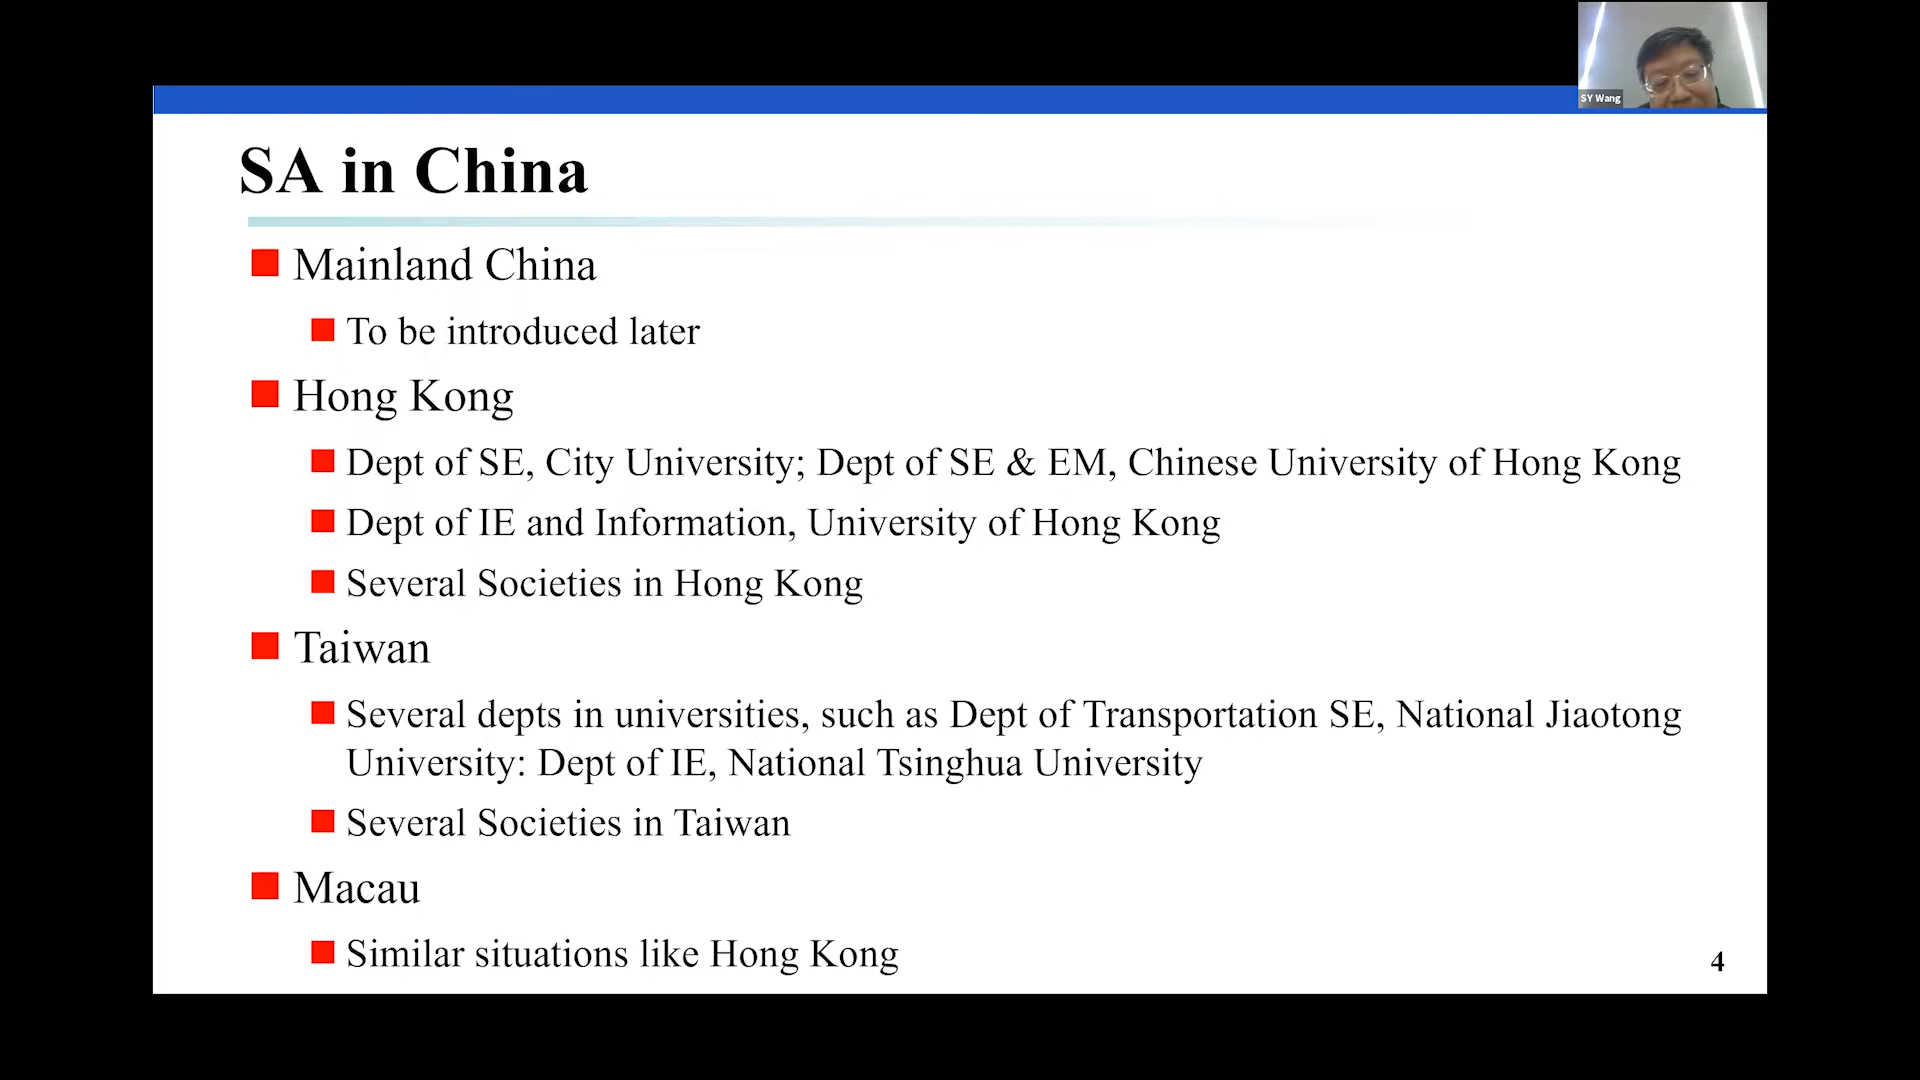 SY Wang
SA in China
Mainland China
To be introduced later
Hong Kong
Dept of SE, City University; Dept of SE & EM, Chinese University of Hong Kong
Dept of IE and Information, University of Hong Kong
Several Societies in Hong Kong
Taiwan
Several depts in universities, such as Dept of Transportation SE, National Jiaotong
University: Dept of IE, National Tsinghua University
Several Societies in Taiwan
Macau
Similar situations like Hong Kong
4